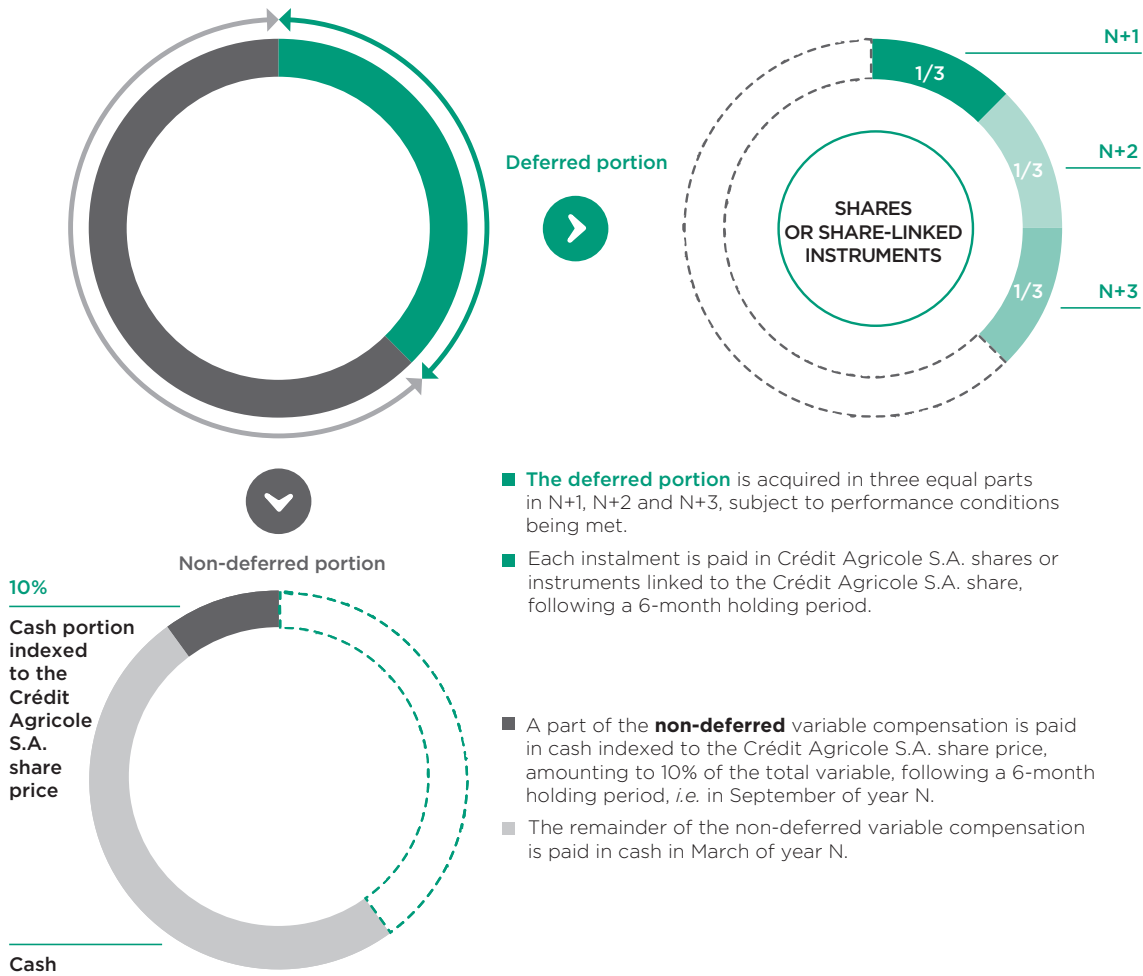 N+1
1/3
Deferred portion
N+2
1/3
SHARES
OR SHARE-LINKED
INSTRUMENTS
1/3
N+3
The deferred portion is acquired in three equal parts
in N+1, N+2 and N+3, subject to performance conditions
being met.
Each instalment is paid in Crédit Agricole S.A. shares or
instruments linked to the Crédit Agricole S.A. share,
following a 6-month holding period.
Non-deferred portion
10%
Cash portion
indexed
to the
Crédit
Agricole
S.A.
share
price
A part of the non-deferred variable compensation is paid
in cash indexed to the Crédit Agricole S.A. share price,
amounting to 10% of the total variable, following a 6-month
holding period, i.e. in September of year N.
The remainder of the non-deferred variable compensation
is paid in cash in March of year N.
Cash